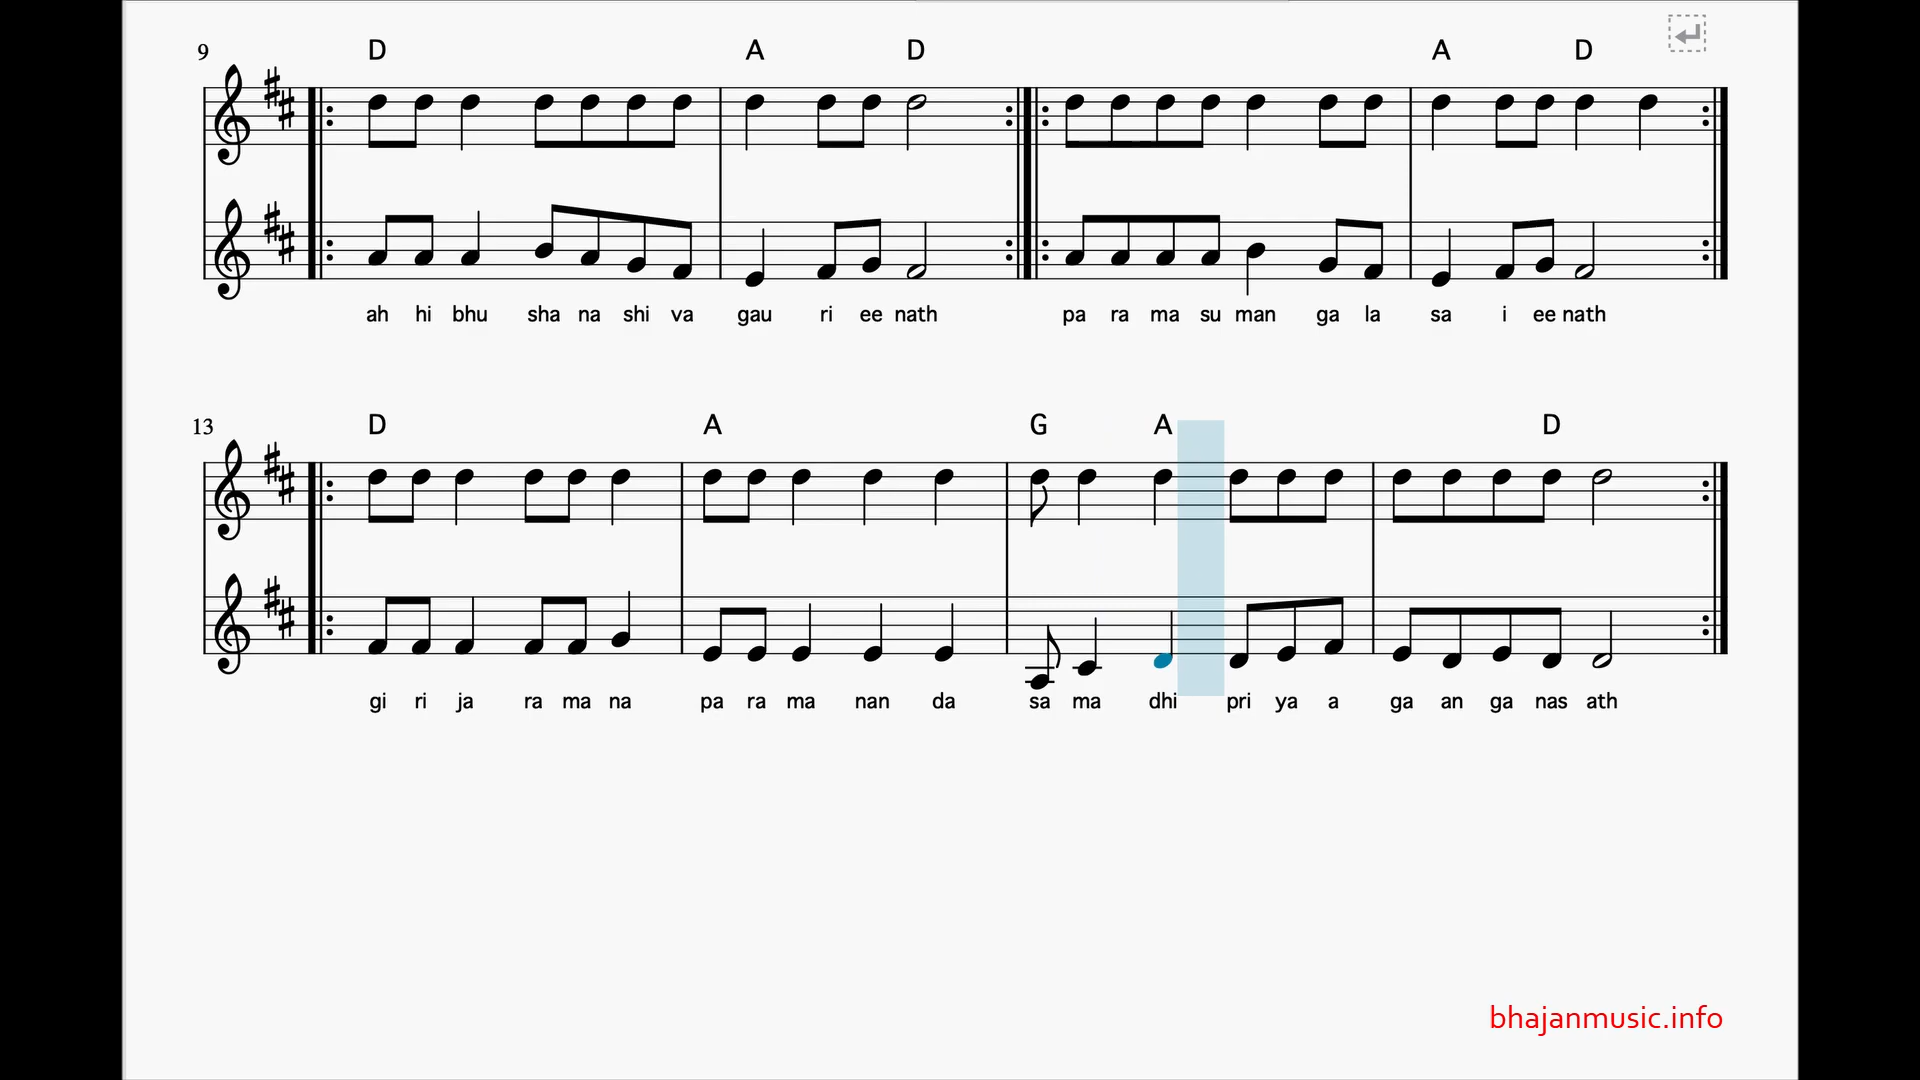 9 D A D A D
ah hi bhu sha na shi va gau ri ee nath pa ra ma su man ga la sa i ee nath
13 D A G A D
gi ri ja ra ma na pa ra ma nan da sa ma dhi pri ya a ga an ga nas ath
bhajanmusic.info